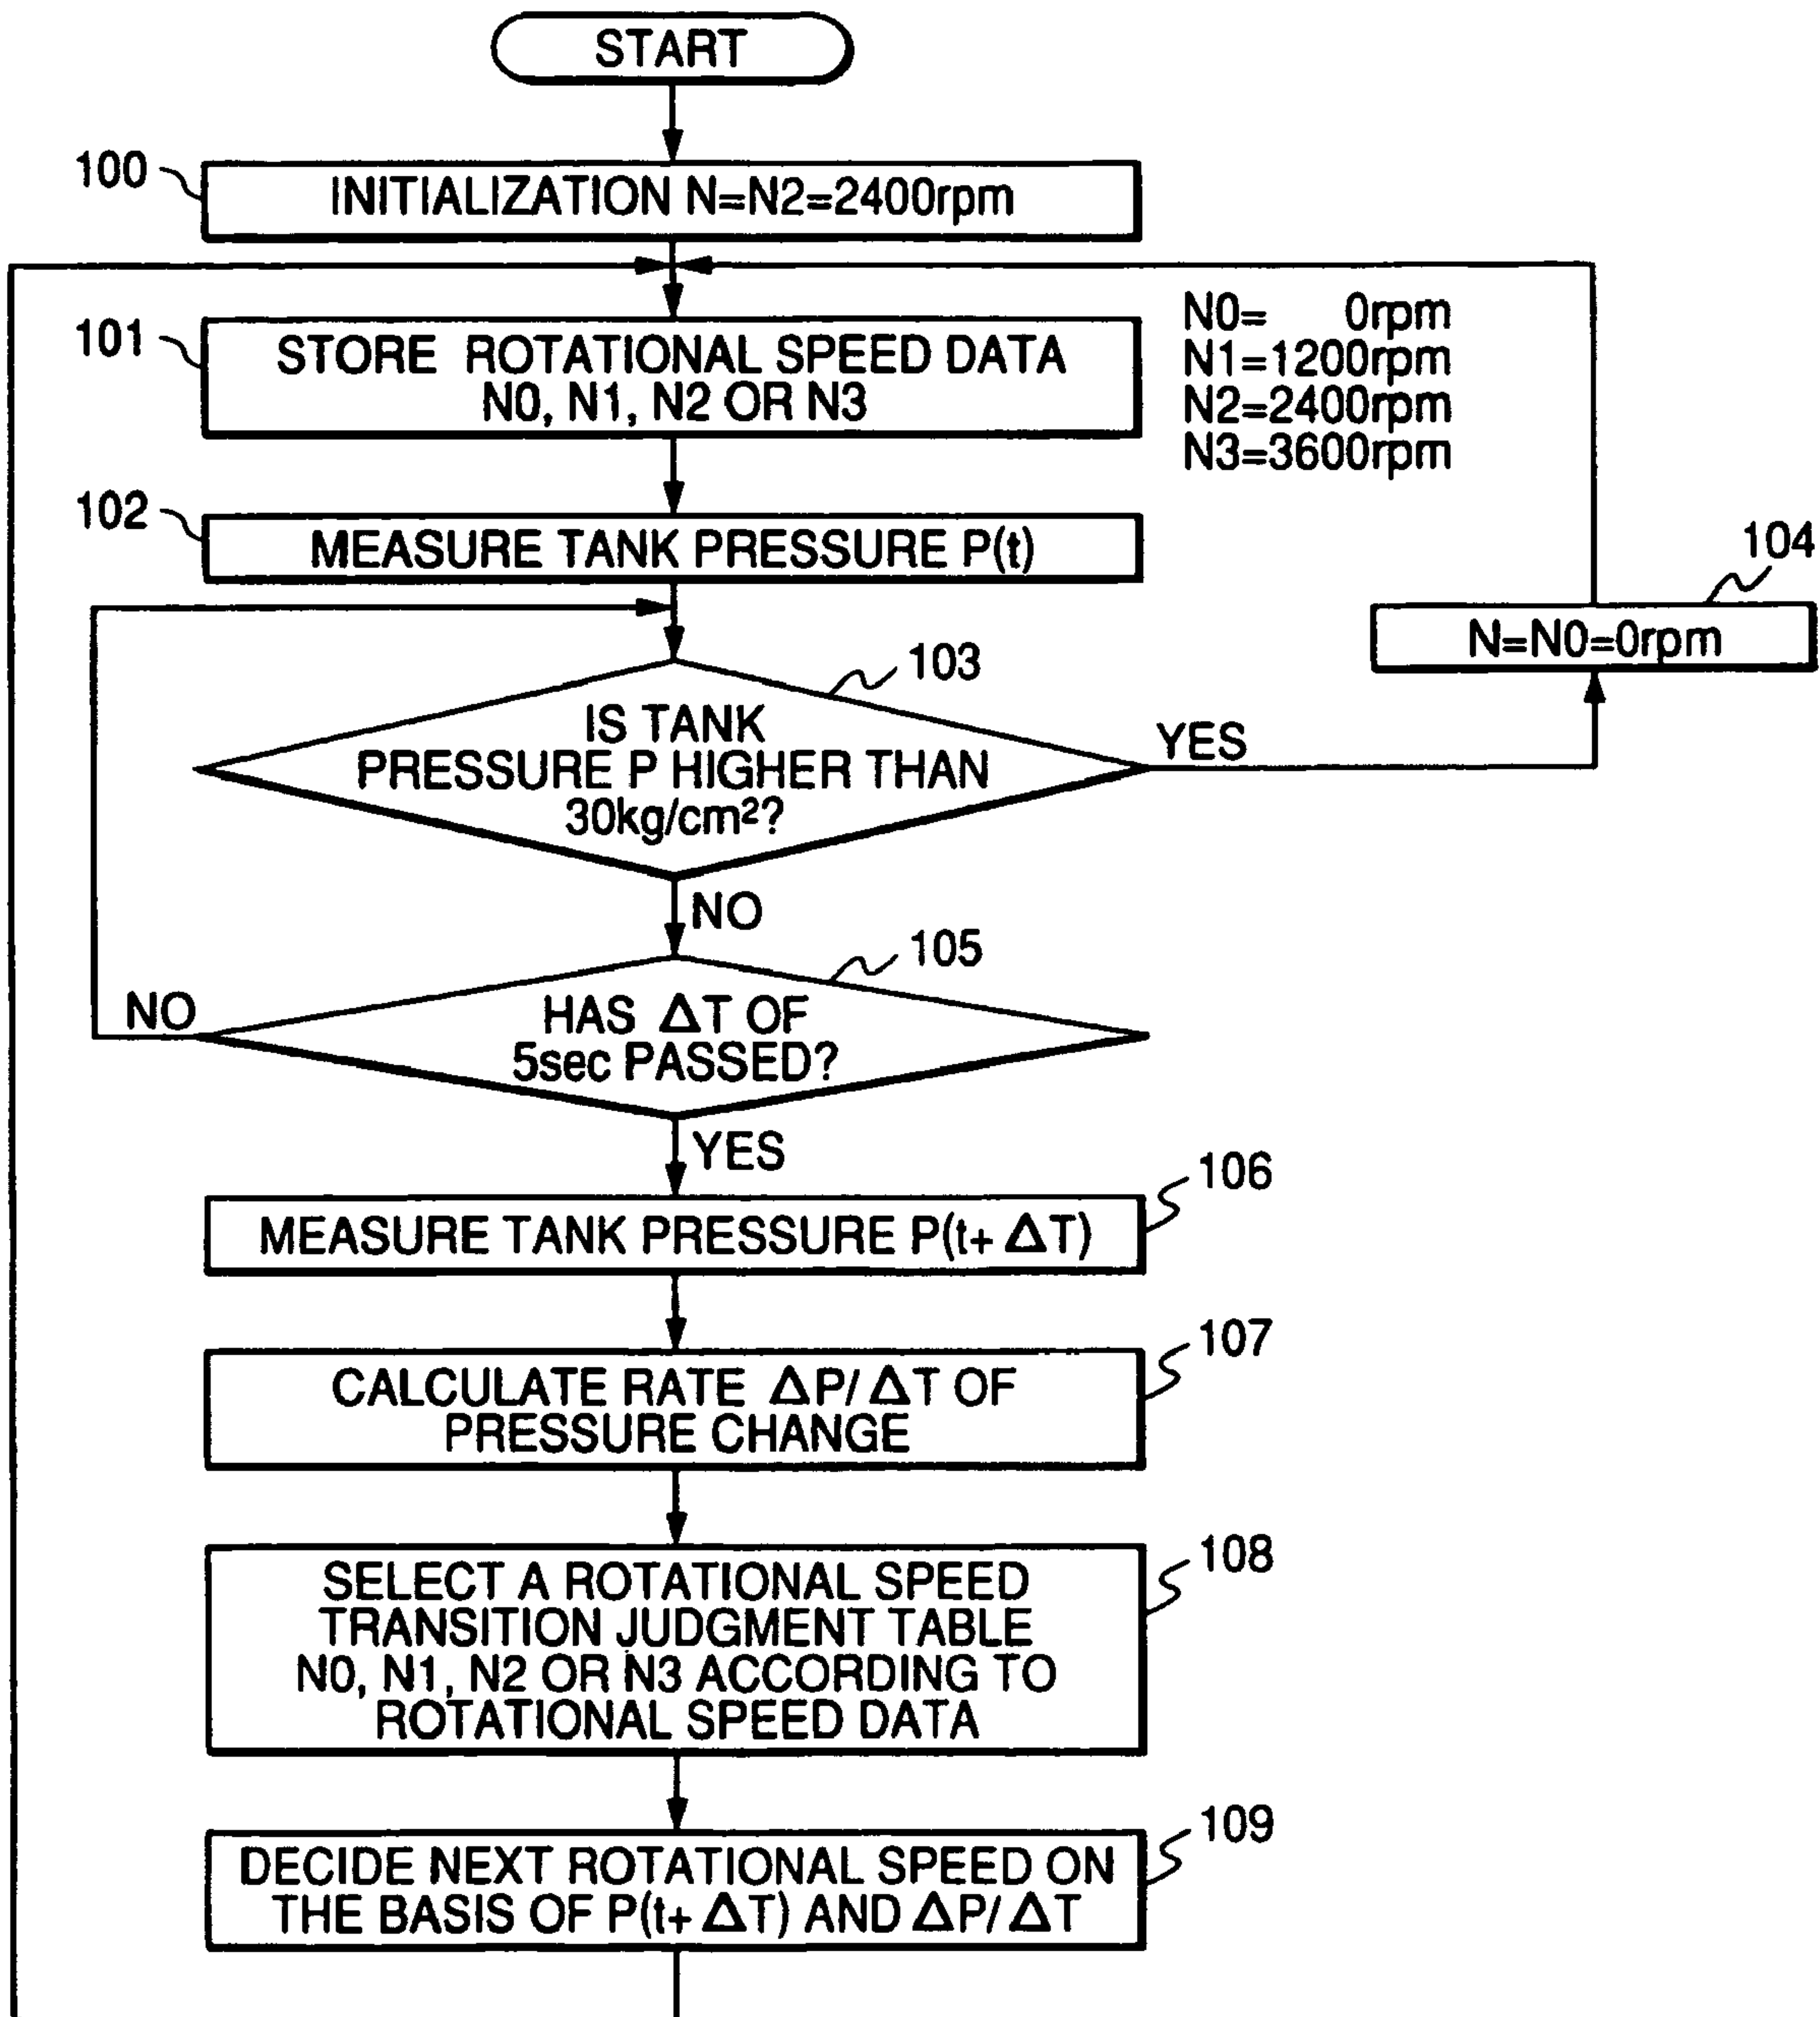 START
100
INITIALIZATION N=N2=2400rpm
101
STORE ROTATIONAL SPEED DATA
N0, N1, N2 OR N3
N0= 0rpm
N1=1200rpm
N2=2400rpm
N3=3600rpm
102
MEASURE TANK PRESSURE P(t)
104
N=N0=0rpm
103
IS TANK
PRESSURE P HIGHER THAN
30kg/cm²?
YES
NO
105
HAS ΔT OF
5sec PASSED?
NO
YES
106
MEASURE TANK PRESSURE P(t+ ΔT)
107
CALCULATE RATE ΔP/ΔT OF
PRESSURE CHANGE
108
SELECT A ROTATIONAL SPEED
TRANSITION JUDGMENT TABLE
N0, N1, N2 OR N3 ACCORDING TO
ROTATIONAL SPEED DATA
109
DECIDE NEXT ROTATIONAL SPEED ON
THE BASIS OF P(t+ ΔT) AND ΔP/ΔT